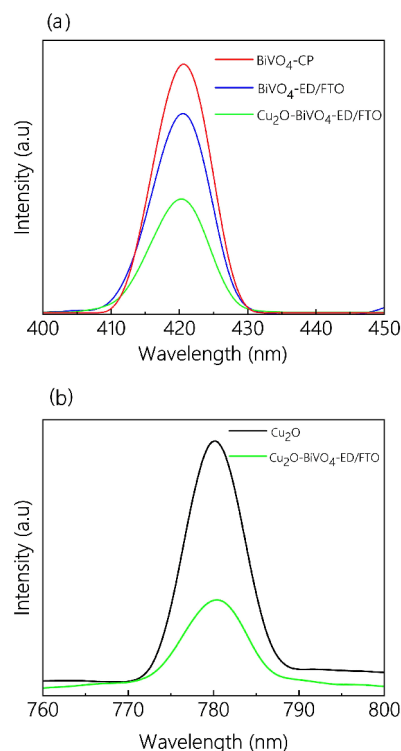 (a)
BiVO₄-CP
BiVO₄-ED/FTO
Cu₂O-BiVO₄-ED/FTO
Intensity (a.u)
400 410 420 430 440 450
Wavelength (nm)
(b)
Cu₂O
Cu₂O-BiVO₄-ED/FTO
Intensity (a.u)
760 770 780 790 800
Wavelength (nm)